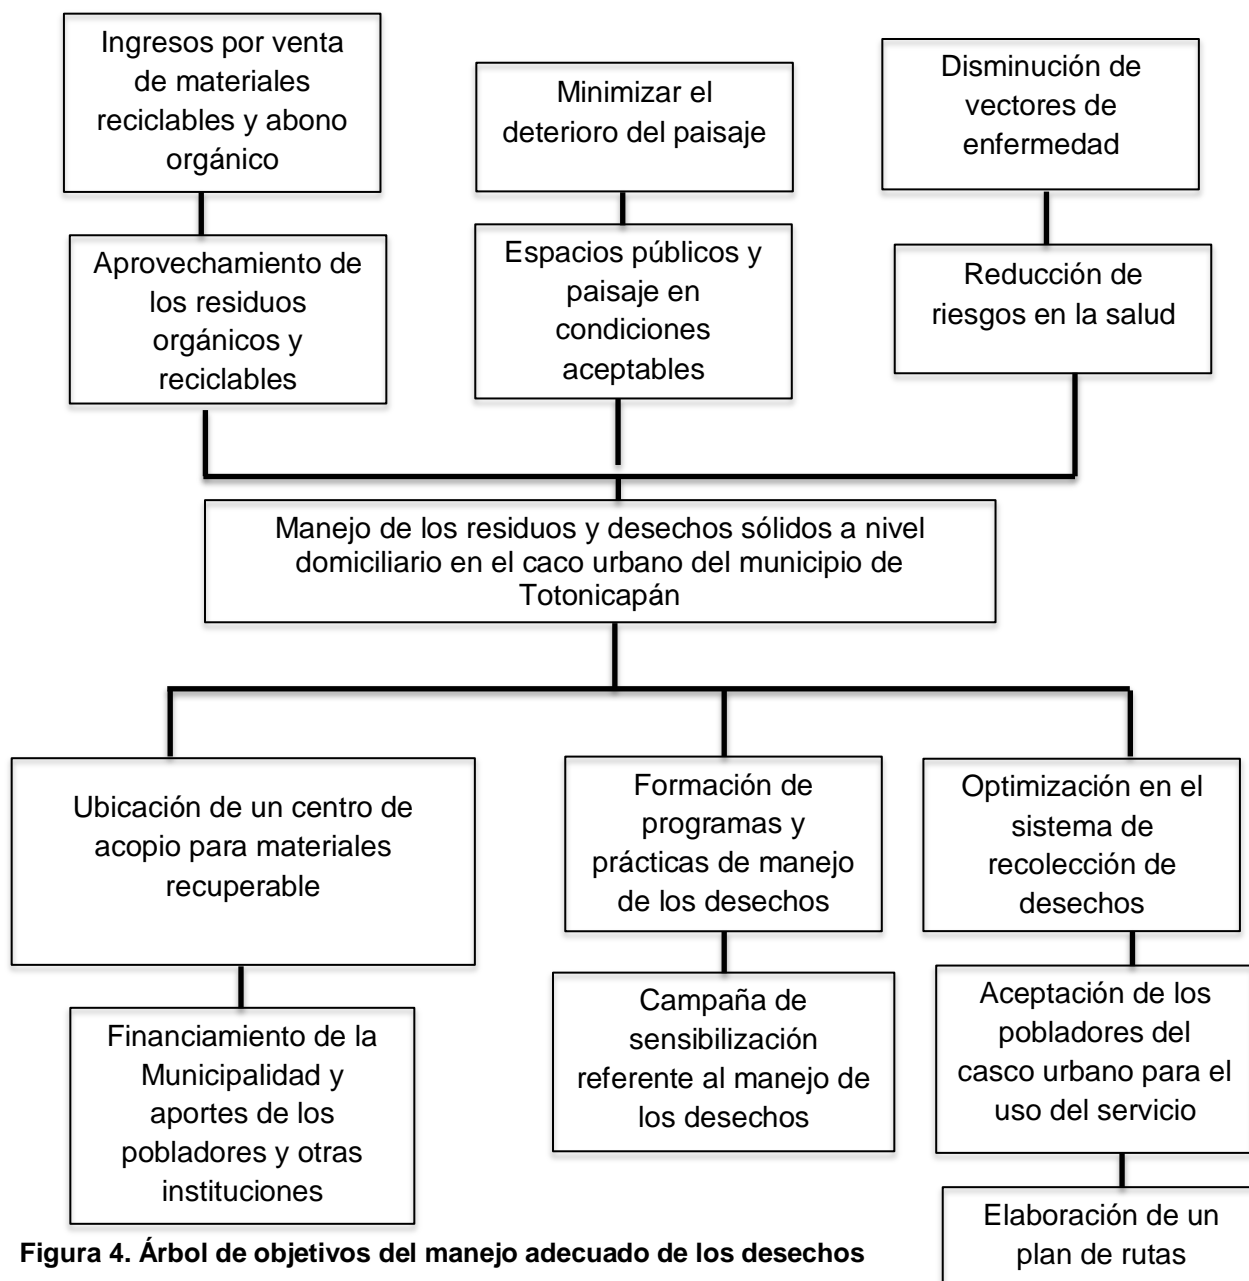 Ingresos por venta
de materiales
reciclables y abono
orgánico
Minimizar el
deterioro del paisaje
Disminución de
vectores de
enfermedad
Aprovechamiento de
los residuos
orgánicos y
reciclables
Espacios públicos y
paisaje en
condiciones
aceptables
Reducción de
riesgos en la salud
Manejo de los residuos y desechos sólidos a nivel
domiciliario en el caco urbano del municipio de
Totonicapán
Ubicación de un centro de
acopio para materiales
recuperable
Formación de
programas y
prácticas de manejo
de los desechos
Optimización en el
sistema de
recolección de
desechos
Financiamiento de la
Municipalidad y
aportes de los
pobladores y otras
instituciones
Campaña de
sensibilización
referente al manejo de
los desechos
Aceptación de los
pobladores del
casco urbano para el
uso del servicio
Elaboración de un
plan de rutas
Figura 4. Árbol de objetivos del manejo adecuado de los desechos